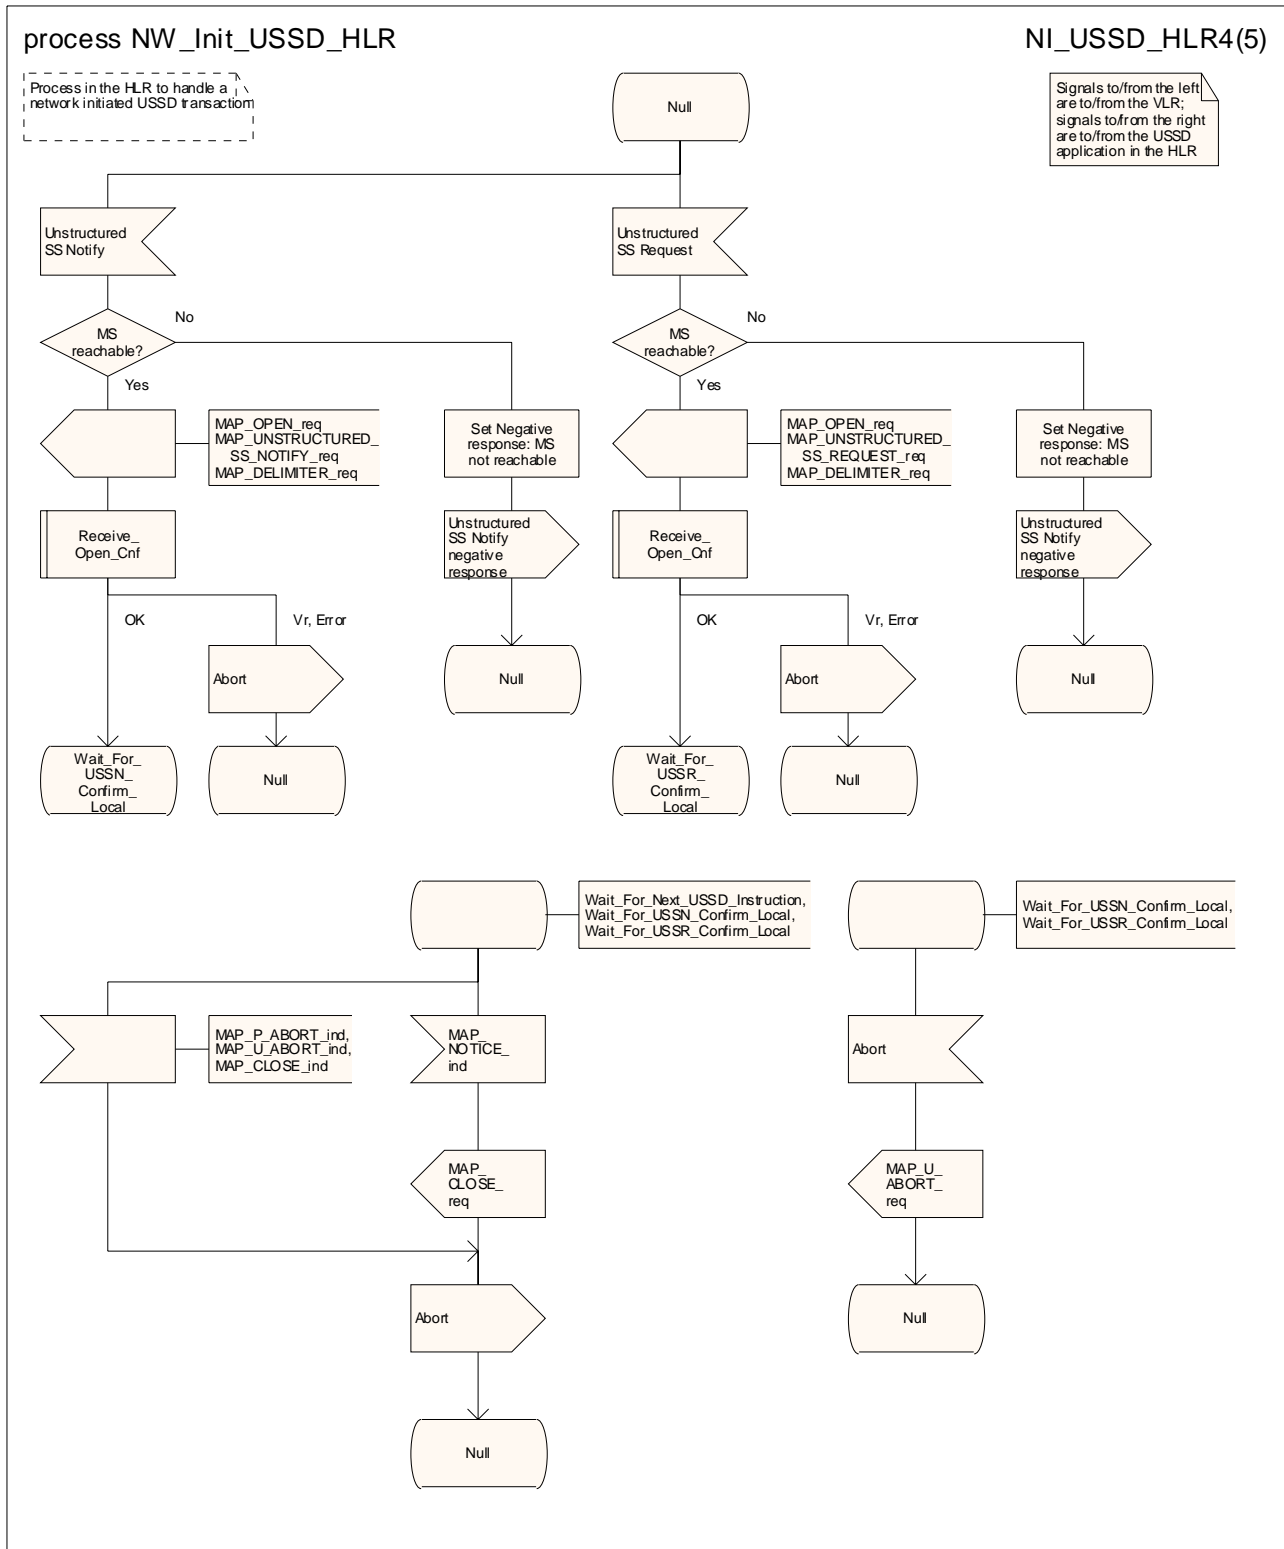 process NW_Init_USSD_HLR
NI_USSD_HLR4(5)
Process in the HLR to handle a
network initiated USSD transaction
Null
Signals to/from the left
are to/from the VLR;
signals to/from the right
are to/from the USSD
application in the HLR
Unstructured
SS Notify
Unstructured
SS Request
No
MS
reachable?
Yes
No
MS
reachable?
Yes
MAP_OPEN_req
MAP_UNSTRUCTURED_
SS_NOTIFY_req
MAP_DELIMITER_req
Set Negative
response: MS
not reachable
MAP_OPEN_req
MAP_UNSTRUCTURED_
SS_REQUEST_req
MAP_DELIMITER_req
Set Negative
response: MS
not reachable
Receive_
Open_Cnf
Unstructured
SS Notify
negative
response
Receive_
Open_Cnf
Unstructured
SS Notify
negative
response
OK
Vr, Error
OK
Vr, Error
Abort
Null
Abort
Null
Wait_For_
USSN_
Confirm_
Local
Null
Wait_For_
USSR_
Confirm_
Local
Null
Wait_For_Next_USSD_Instruction,
Wait_For_USSN_Confirm_Local,
Wait_For_USSR_Confirm_Local
Wait_For_USSN_Confirm_Local,
Wait_For_USSR_Confirm_Local
MAP_P_ABORT_ind,
MAP_U_ABORT_ind,
MAP_CLOSE_ind
MAP_
NOTICE_
ind
Abort
MAP_
CLOSE_
req
MAP_U_
ABORT_
req
Abort
Null
Null